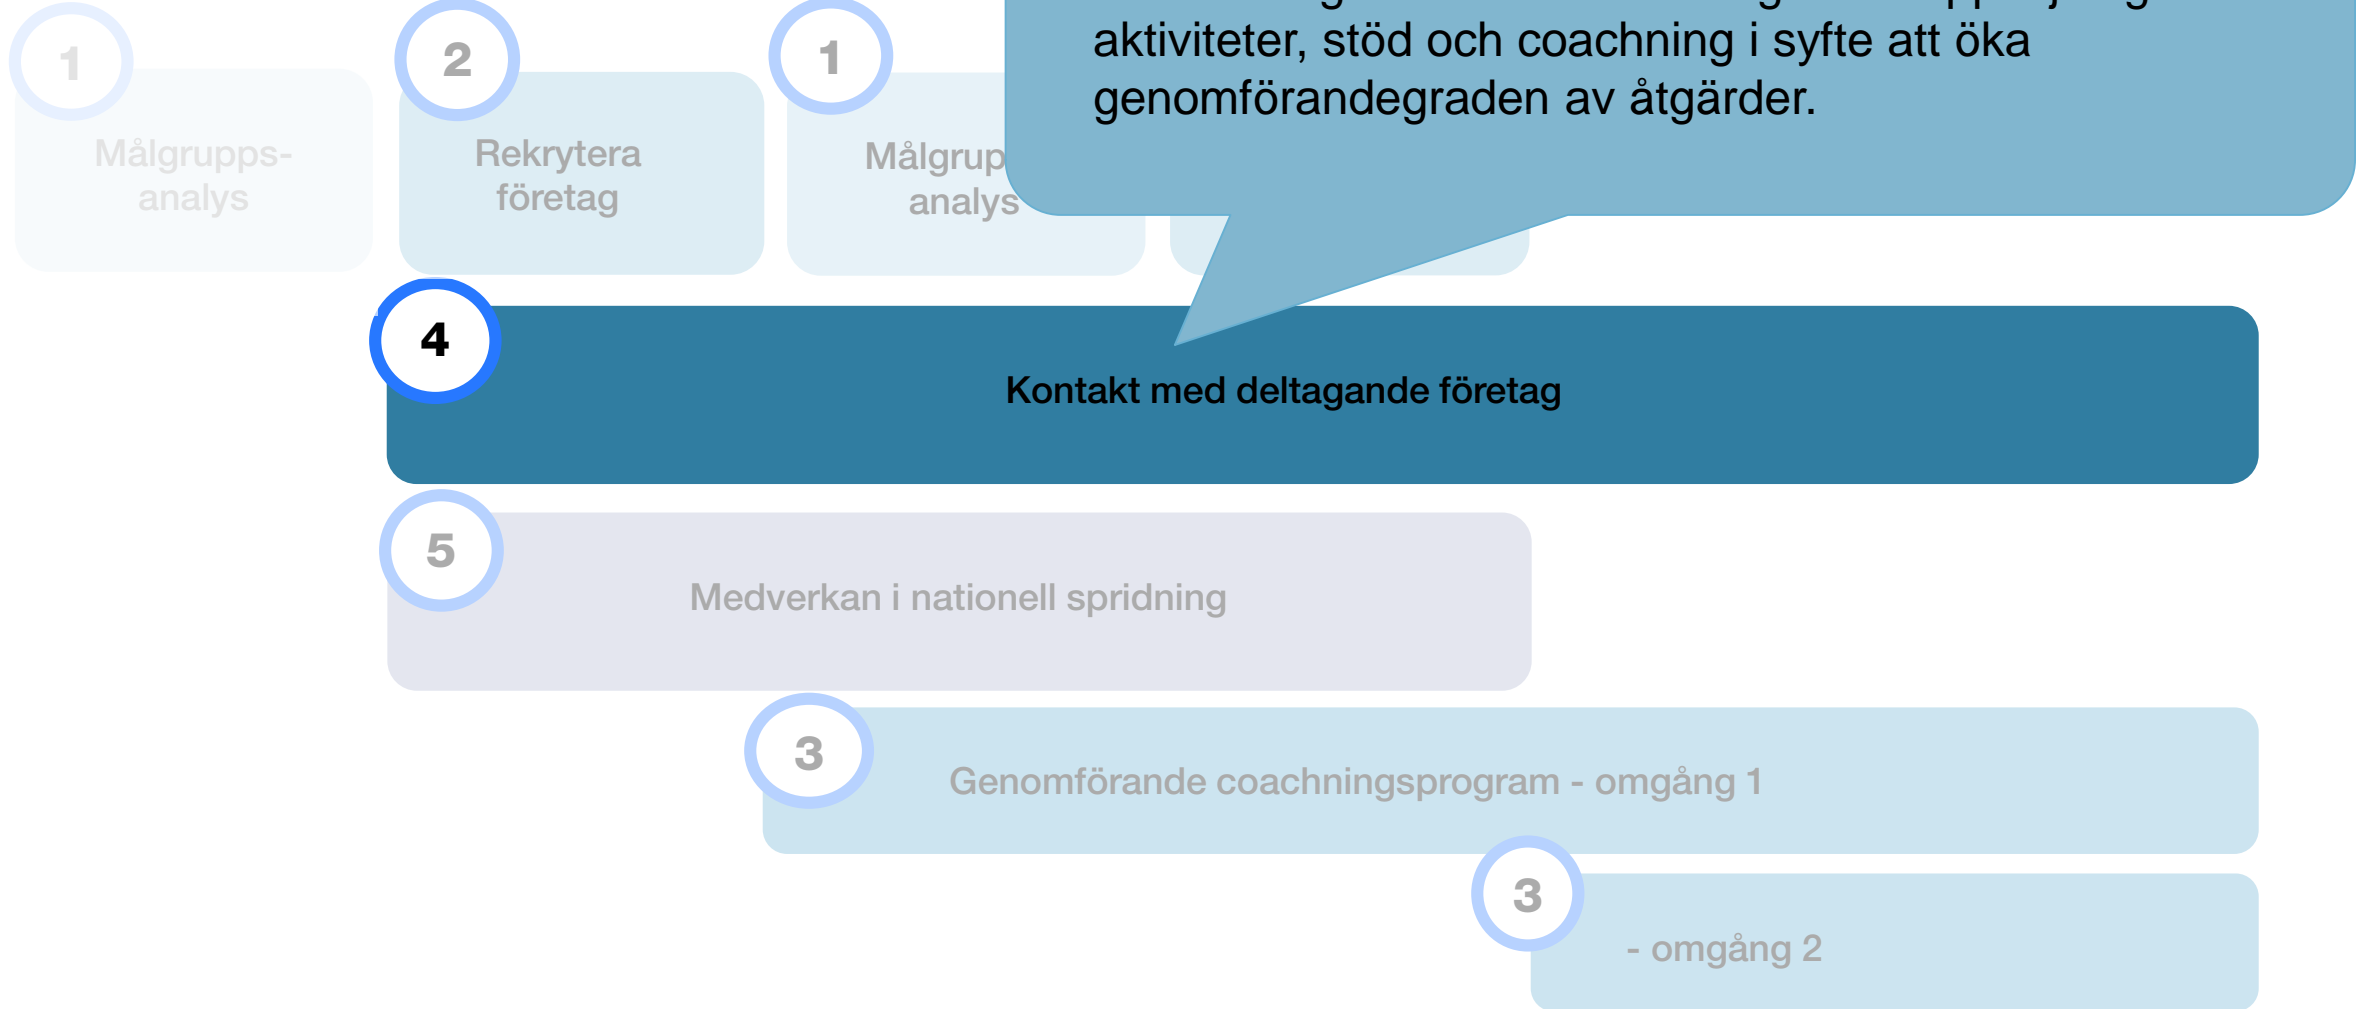 aktiviteter, stöd och coachning i syfte att öka
genomförandegraden av åtgärder.
1
Målgrupps-
analys
2
Rekrytera
företag
1
analys
4
Kontakt med deltagande företag
5
Medverkan i nationell spridning
3
Genomförande coachningsprogram - omgång 1
3
- omgång 2